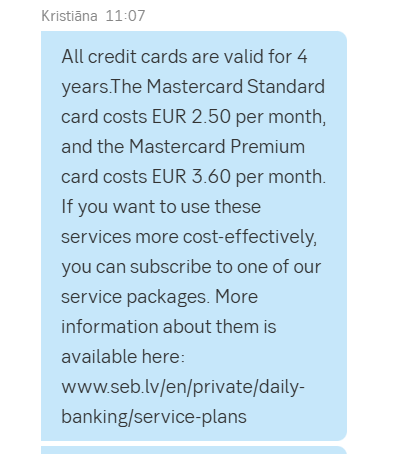 Kristiāna 11:07
All credit cards are valid for 4
years.The Mastercard Standard
card costs EUR 2.50 per month,
and the Mastercard Premium
card costs EUR 3.60 per month.
If you want to use these
services more cost-effectively,
you can subscribe to one of our
service packages. More
information about them is
available here:
www.seb.lv/en/private/daily-
banking/service-plans